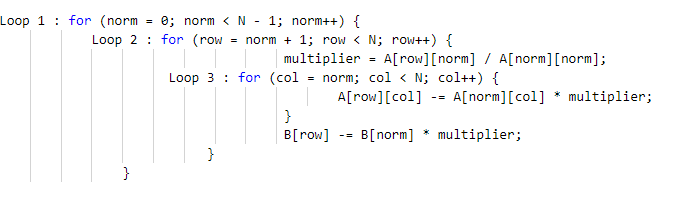 Loop 1 : for (norm = 0; norm < N - 1; norm++) {
Loop 2 : for (row = norm + 1; row < N; row++) {
multiplier = A[row][norm] / A[norm][norm];
Loop 3 : for (col = norm; col < N; col++) {
A[row][col] -= A[norm][col] * multiplier;
}
B[row] -= B[norm] * multiplier;
}
}